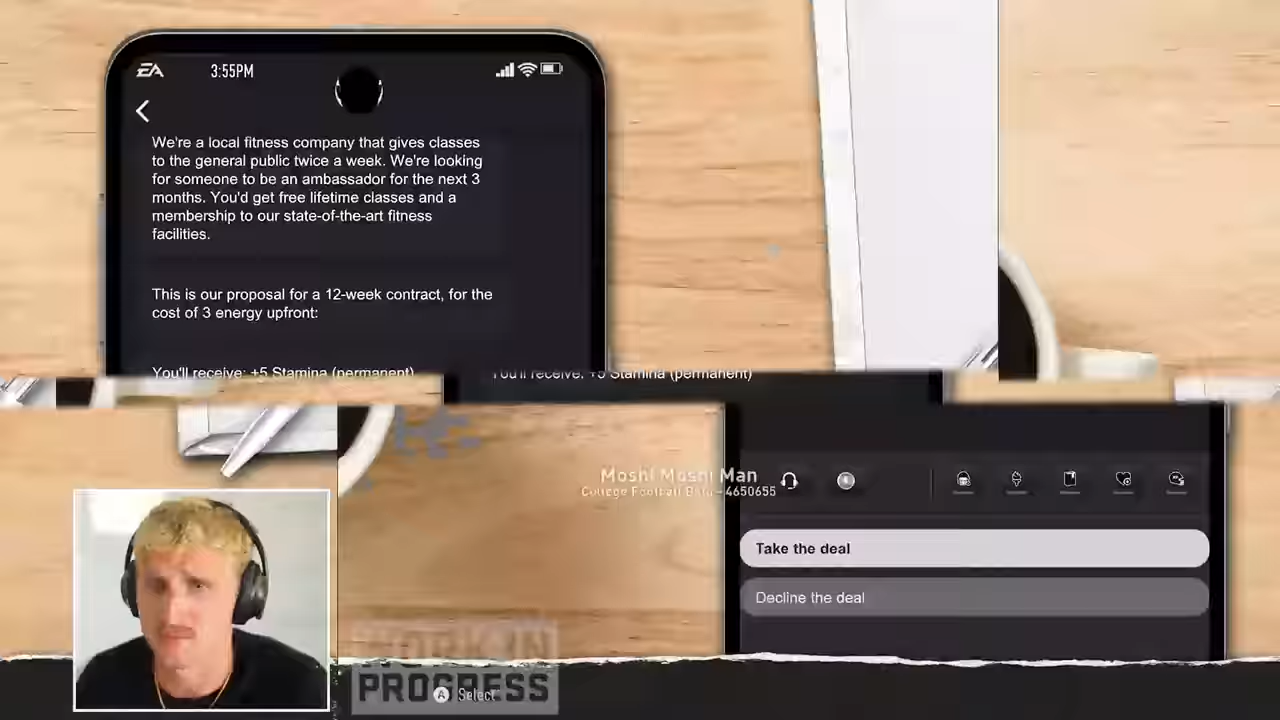 EA 3:55PM
We're a local fitness company that gives classes
to the general public twice a week. We're looking
for someone to be an ambassador for the next 3
months. You'd get free lifetime classes and a
membership to our state-of-the-art fitness
facilities.
This is our proposal for a 12-week contract, for the
cost of 3 energy upfront:
You'll receive: +5 Stamina (permanent)
You'll receive: +5 Stamina (permanent)
Moshi Moshi Man
College Football Beta - 4650655
Take the deal
Decline the deal
WORK IN
PROGRESS
A Select